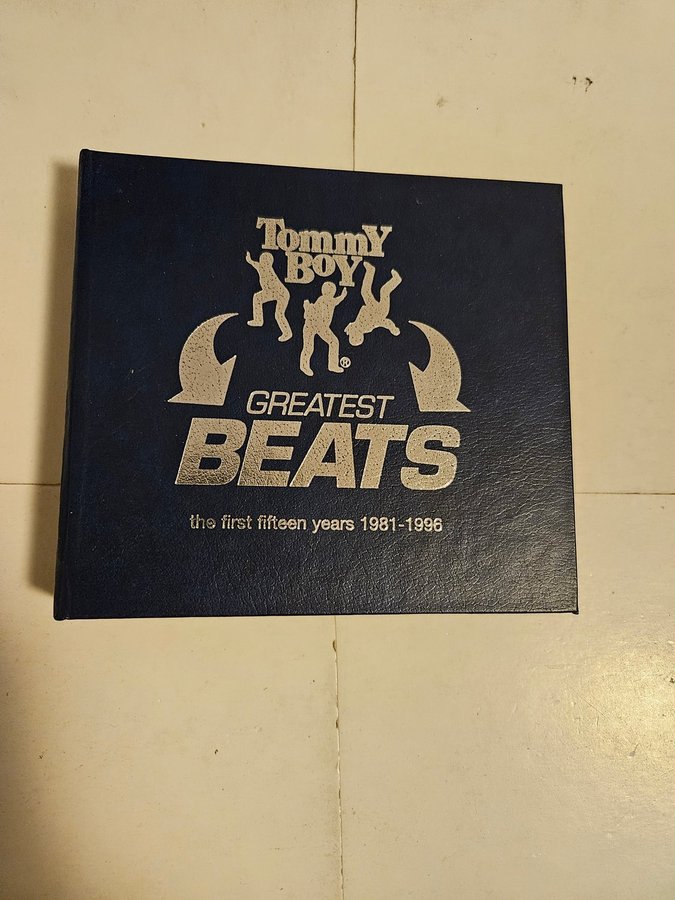 Tommy
Boy
®
GREATEST
BEATS
the first fifteen years 1981-1996